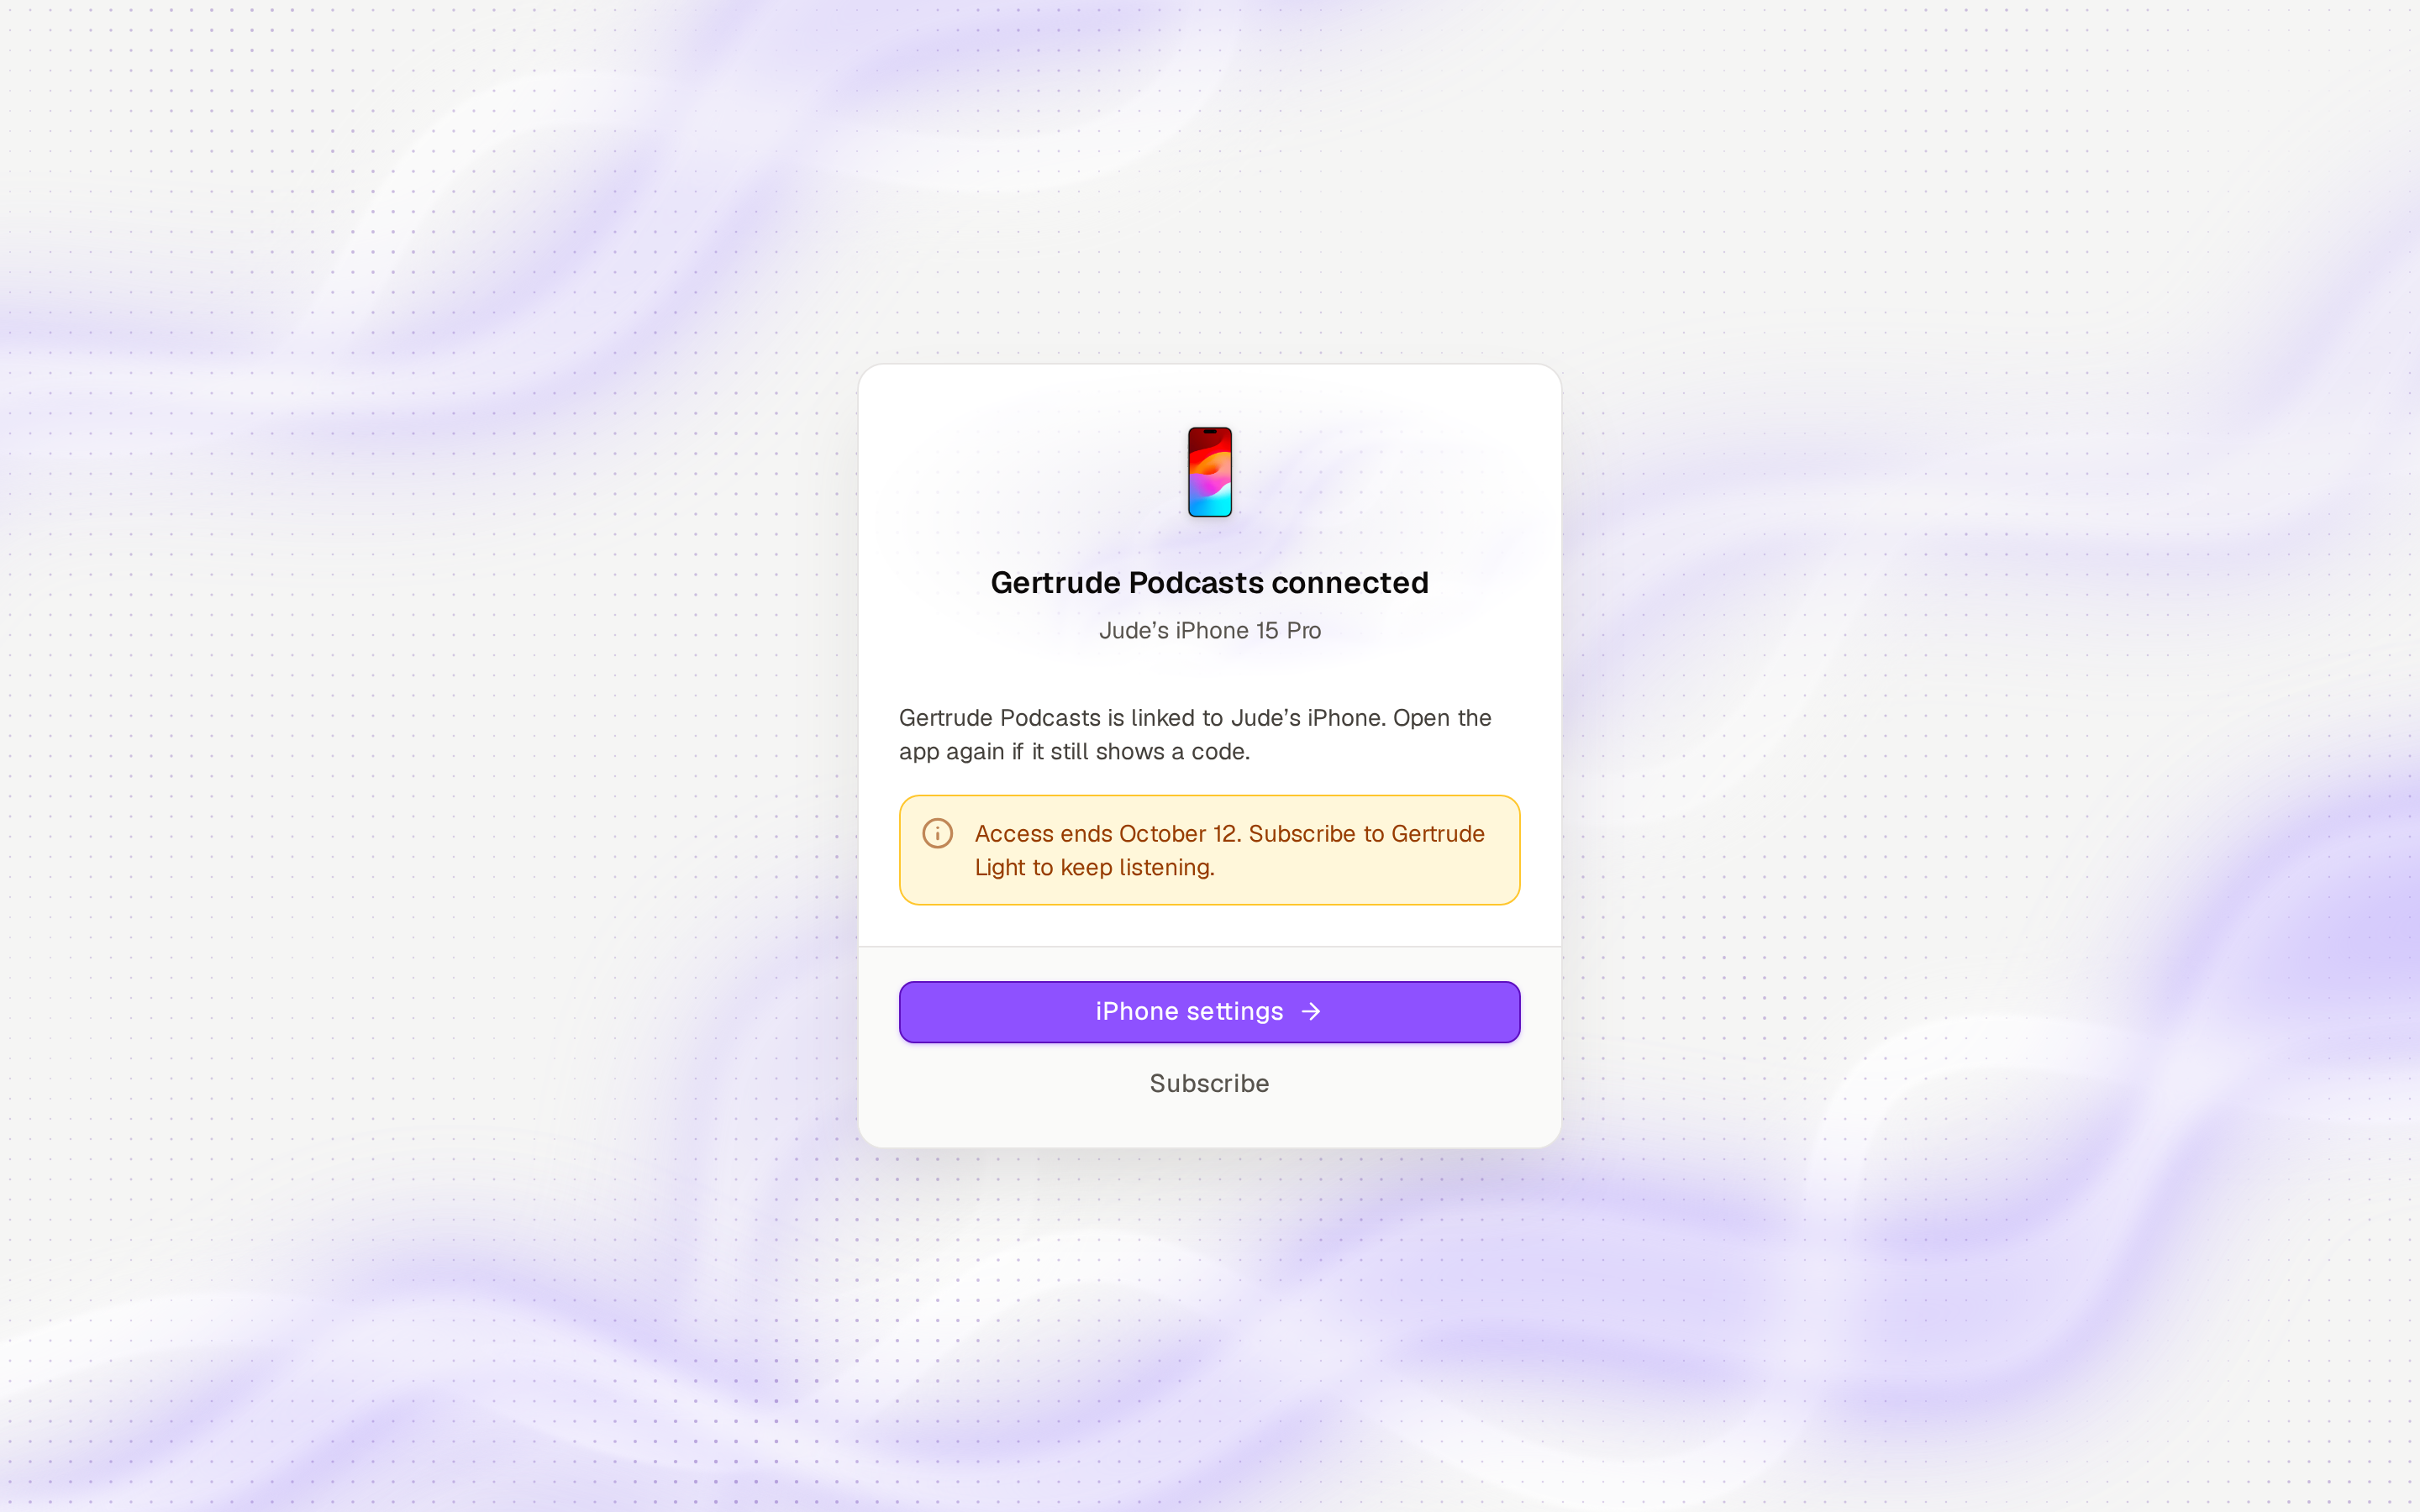 Gertrude Podcasts connected
Jude’s iPhone 15 Pro
Gertrude Podcasts is linked to Jude’s iPhone. Open the
app again if it still shows a code.
Access ends October 12. Subscribe to Gertrude
Light to keep listening.
iPhone settings
Subscribe